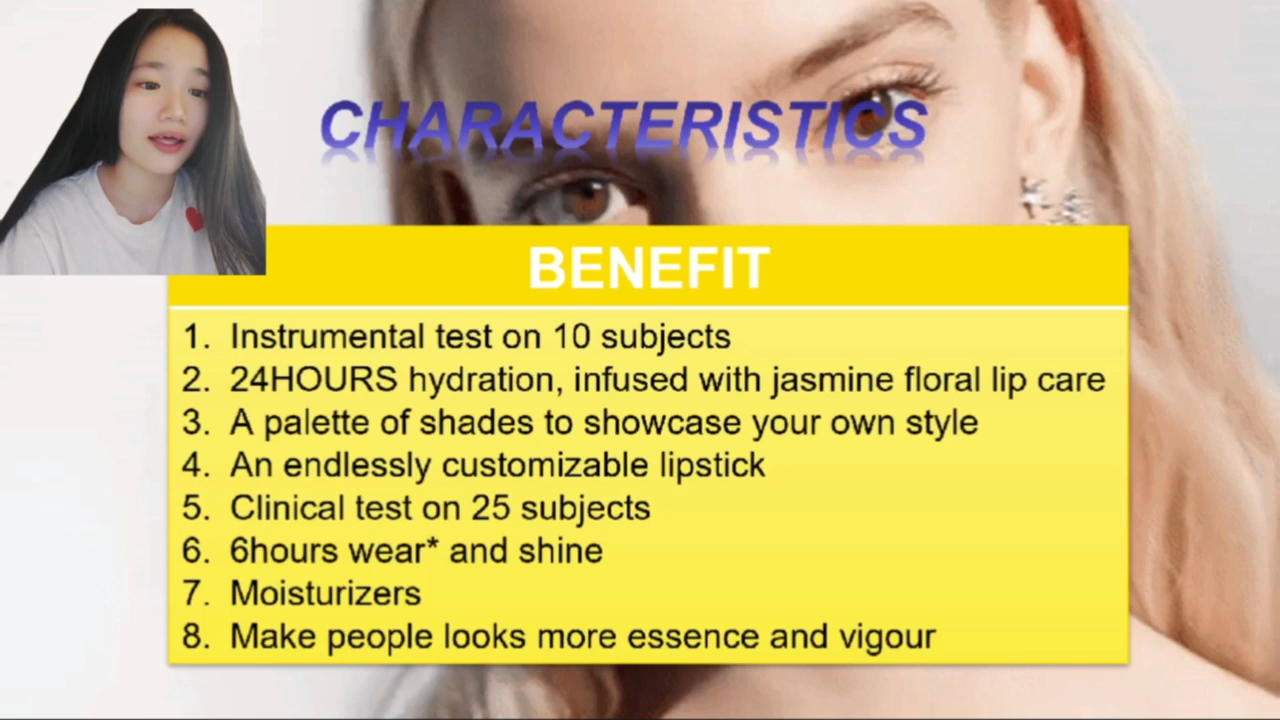 CHARACTERISTICS
BENEFIT
1. Instrumental test on 10 subjects
2. 24HOURS hydration, infused with jasmine floral lip care
3. A palette of shades to showcase your own style
4. An endlessly customizable lipstick
5. Clinical test on 25 subjects
6. 6hours wear* and shine
7. Moisturizers
8. Make people looks more essence and vigour